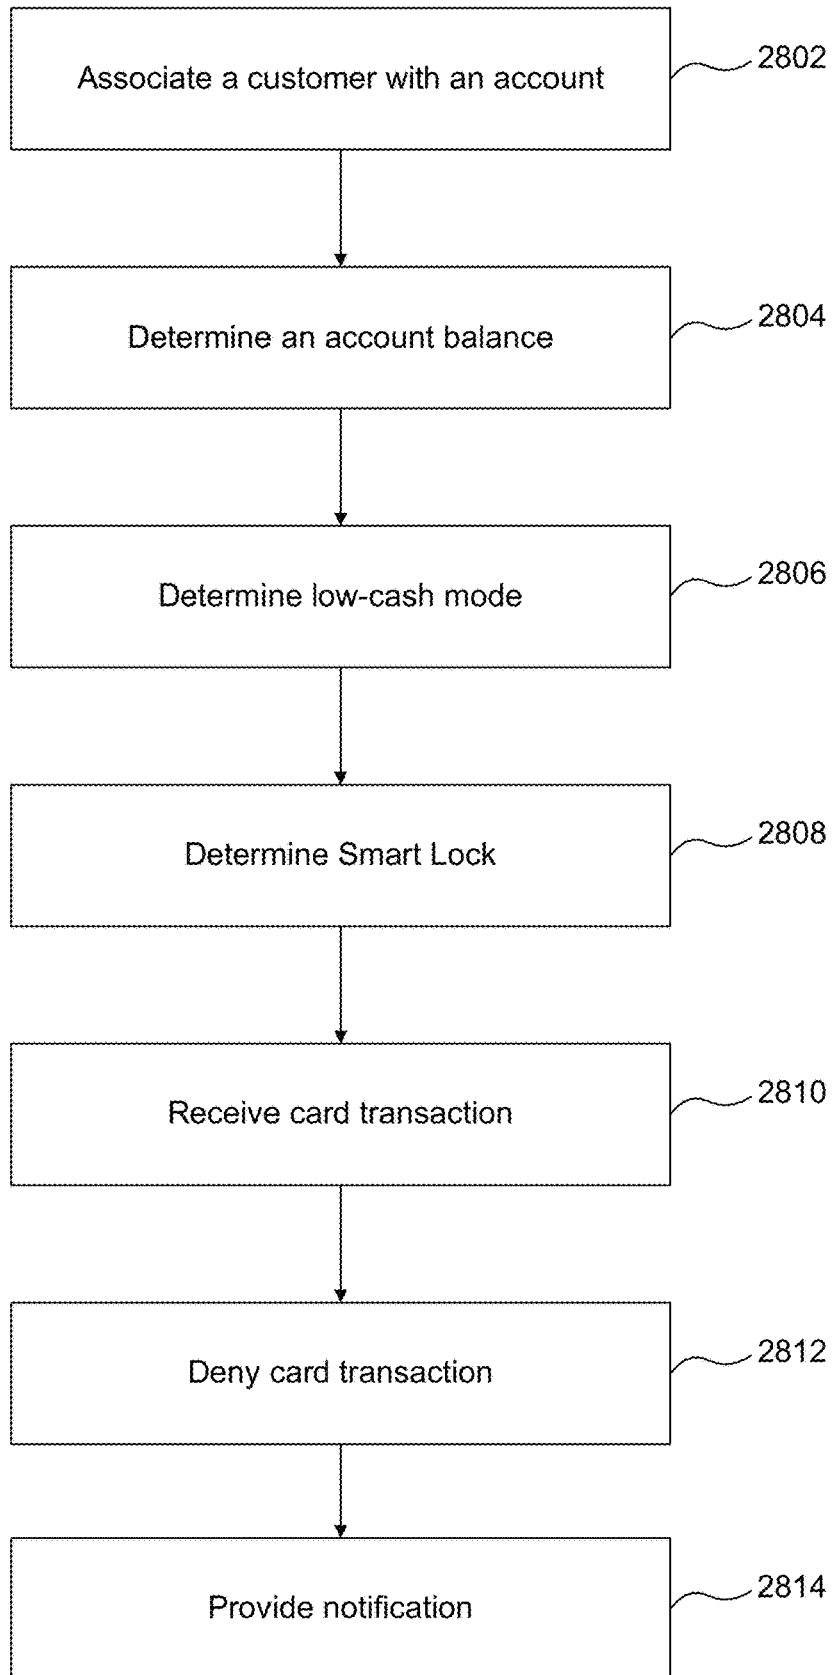 Associate a customer with an account
2802
Determine an account balance
2804
Determine low-cash mode
2806
Determine Smart Lock
2808
Receive card transaction
2810
Deny card transaction
2812
Provide notification
2814